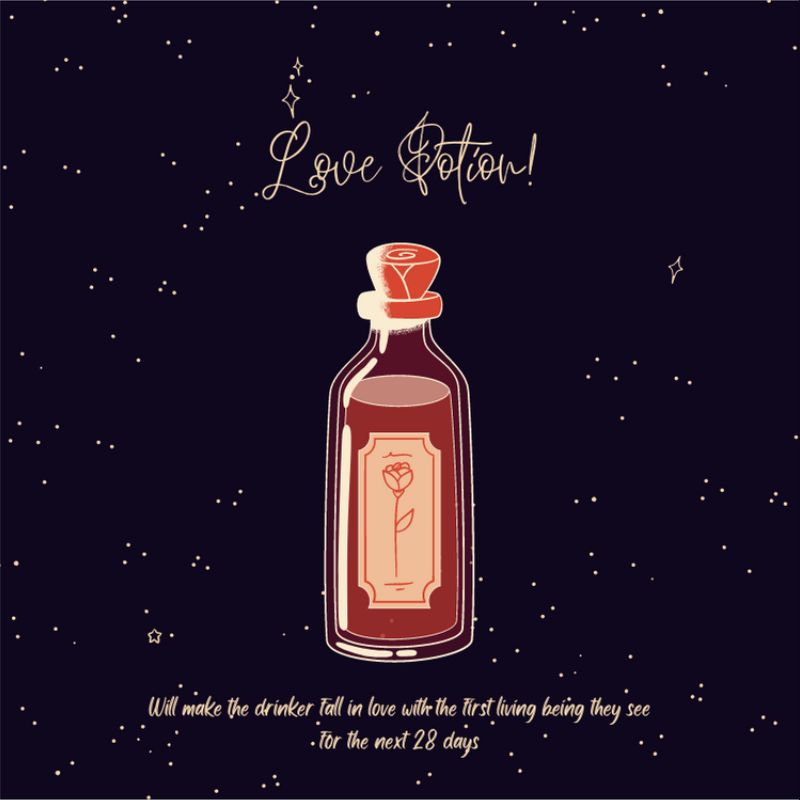 Love Potion!
Will make the drinker fall in love with the first living being they see
for the next 28 days